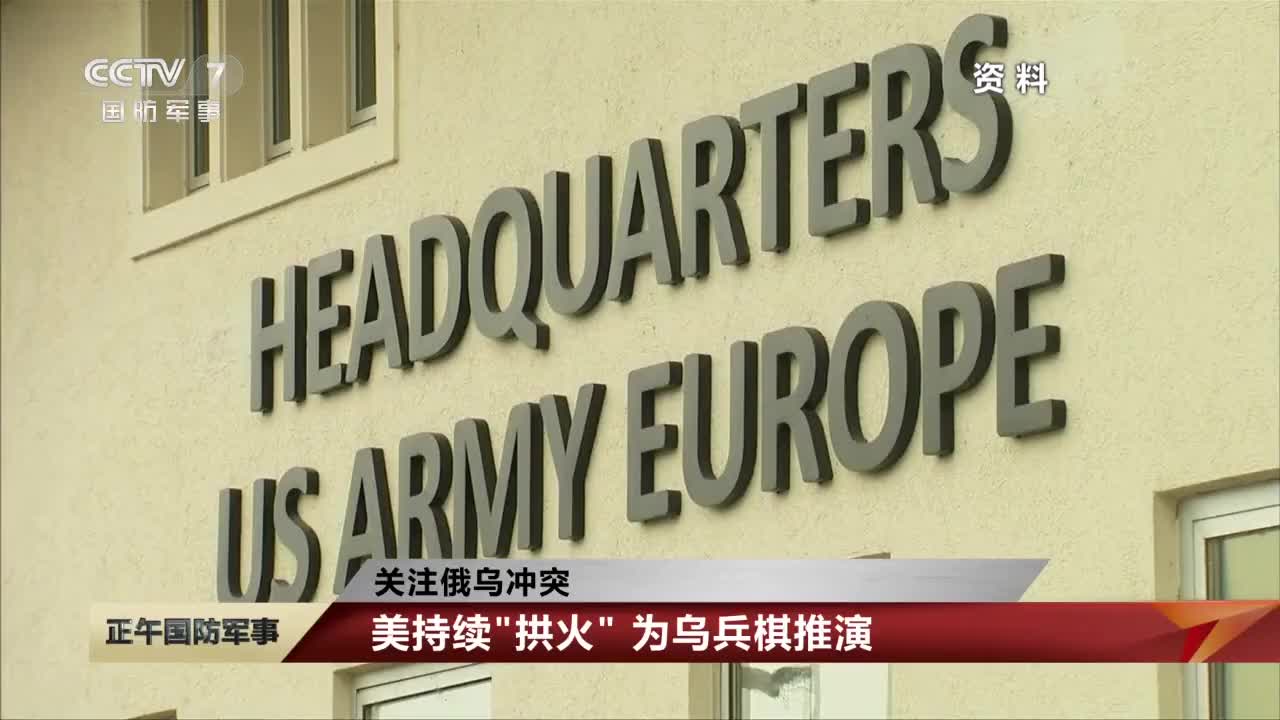 CCTV 7
国防军事
资料
HEADQUARTERS
US ARMY EUROPE
关注俄乌冲突
正午国防军事
美持续"拱火" 为乌兵棋推演